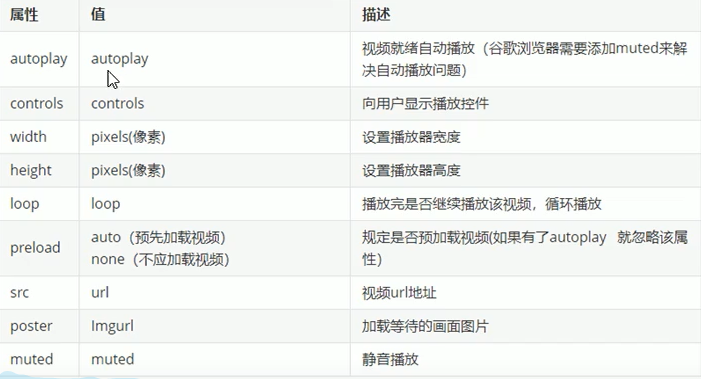 属性 值 描述
autoplay autoplay 视频就绪自动播放（谷歌浏览器需要添加muted来解
决自动播放问题）
controls controls 向用户显示播放控件
width pixels(像素) 设置播放器宽度
height pixels(像素) 设置播放器高度
loop loop 播放完是否继续播放该视频，循环播放
preload auto（预先加载视频）
none（不应加载视频） 规定是否预加载视频(如果有了autoplay 就忽略该属
性）
src url 视频url地址
poster Imgurl 加载等待的画面图片
muted muted 静音播放